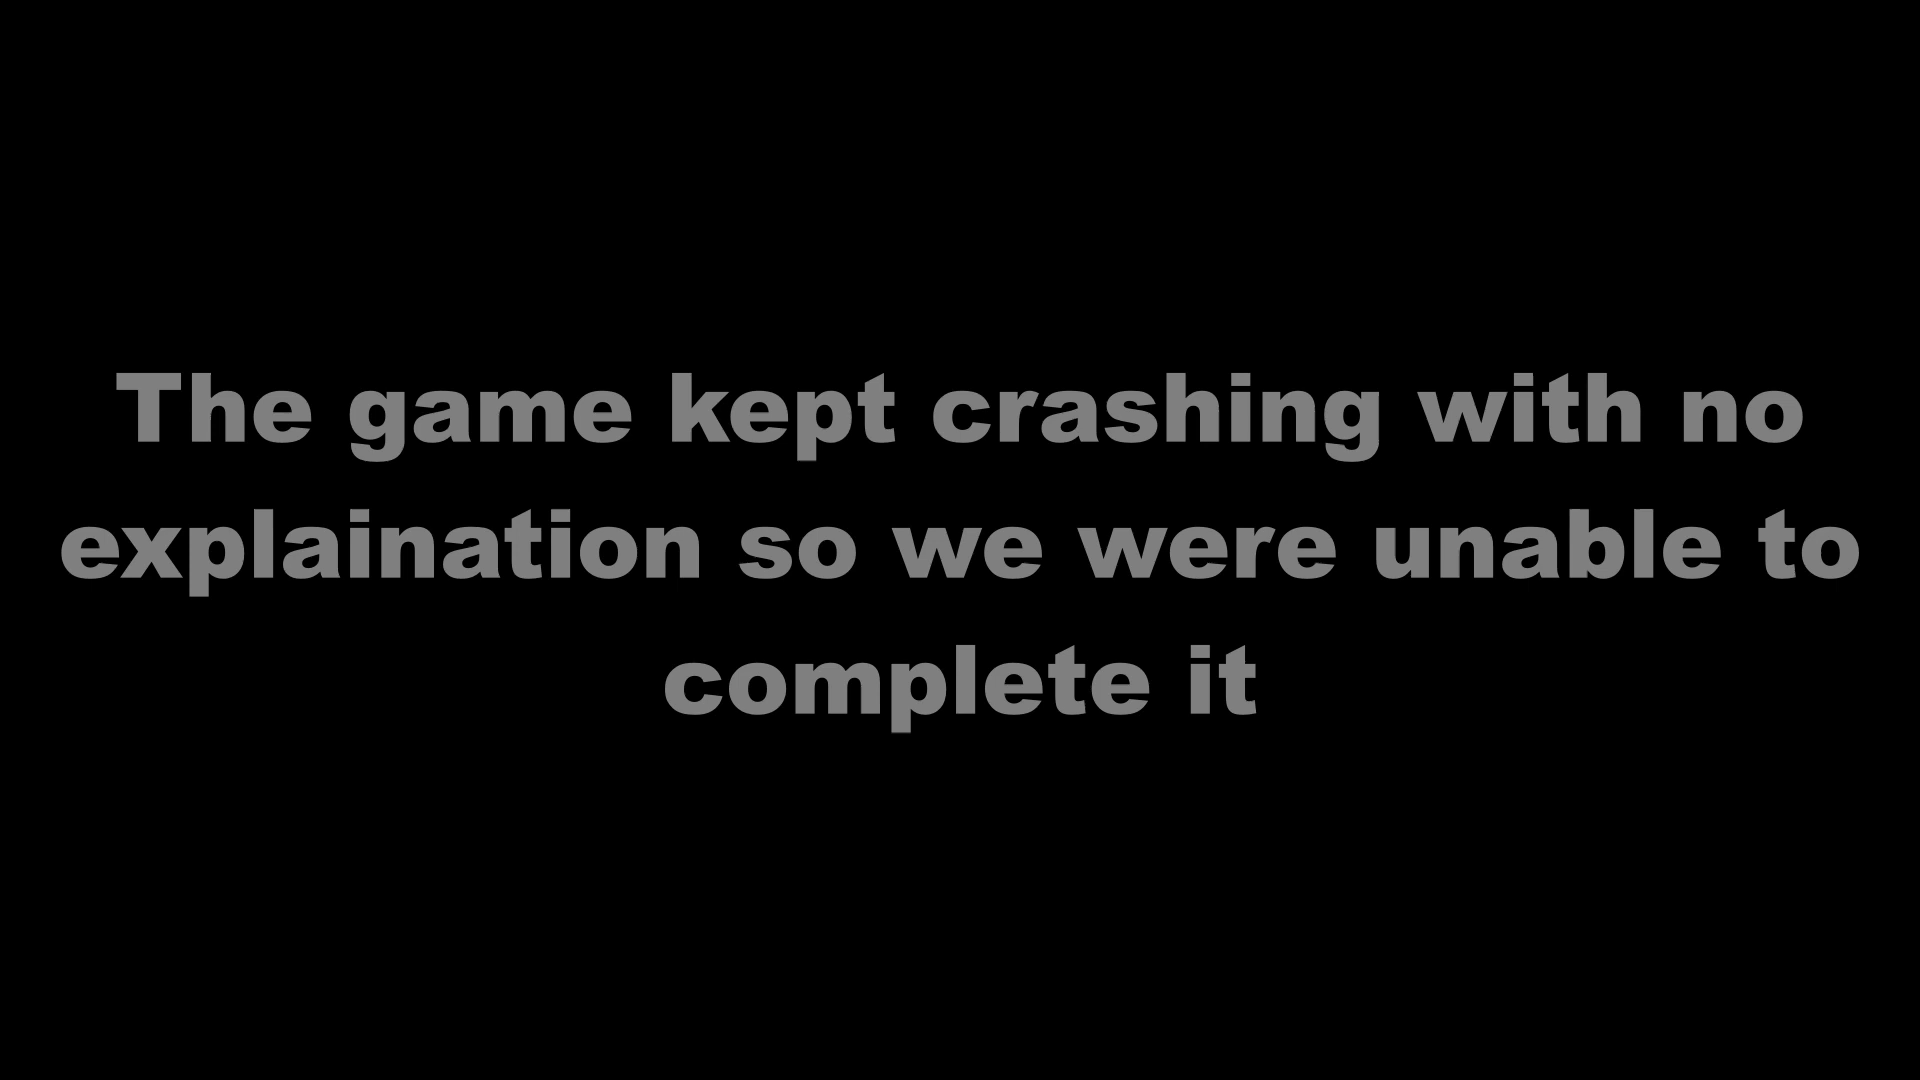 The game kept crashing with no
explaination so we were unable to
complete it